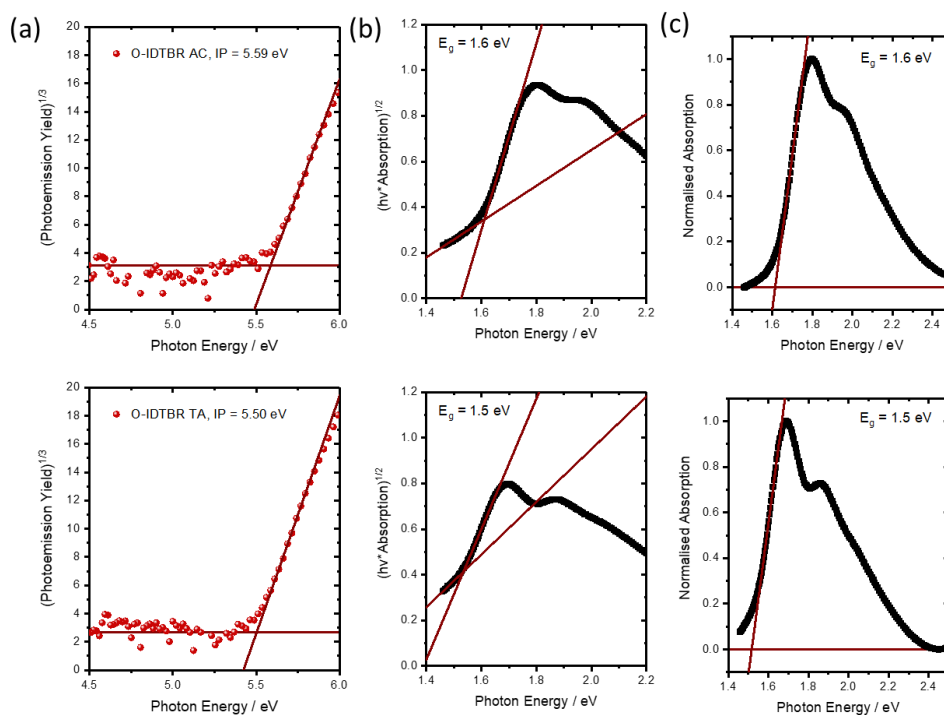 (a)
20
18
16
14
12
10
8
6
4
2
0
(Photoemission Yield)1/3
O-IDTBR AC, IP = 5.59 eV
4.5 5.0 5.5 6.0
Photon Energy / eV
(b)
1.2
1.0
0.8
0.6
0.4
0.2
0.0
(hν*Absorption)1/2
Eg = 1.6 eV
1.4 1.6 1.8 2.0 2.2
Photon Energy / eV
(c)
1.0
0.8
0.6
0.4
0.2
0.0
Normalised Absorption
Eg = 1.6 eV
1.4 1.6 1.8 2.0 2.2 2.4
Photon Energy / eV
20
18
16
14
12
10
8
6
4
2
0
(Photoemission Yield)1/3
O-IDTBR TA, IP = 5.50 eV
4.5 5.0 5.5 6.0
Photon Energy / eV
1.2
1.0
0.8
0.6
0.4
0.2
0.0
(hν*Absorption)1/2
Eg = 1.5 eV
1.4 1.6 1.8 2.0 2.2
Photon Energy / eV
1.0
0.8
0.6
0.4
0.2
0.0
Normalised Absorption
Eg = 1.5 eV
1.4 1.6 1.8 2.0 2.2 2.4
Photon Energy / eV